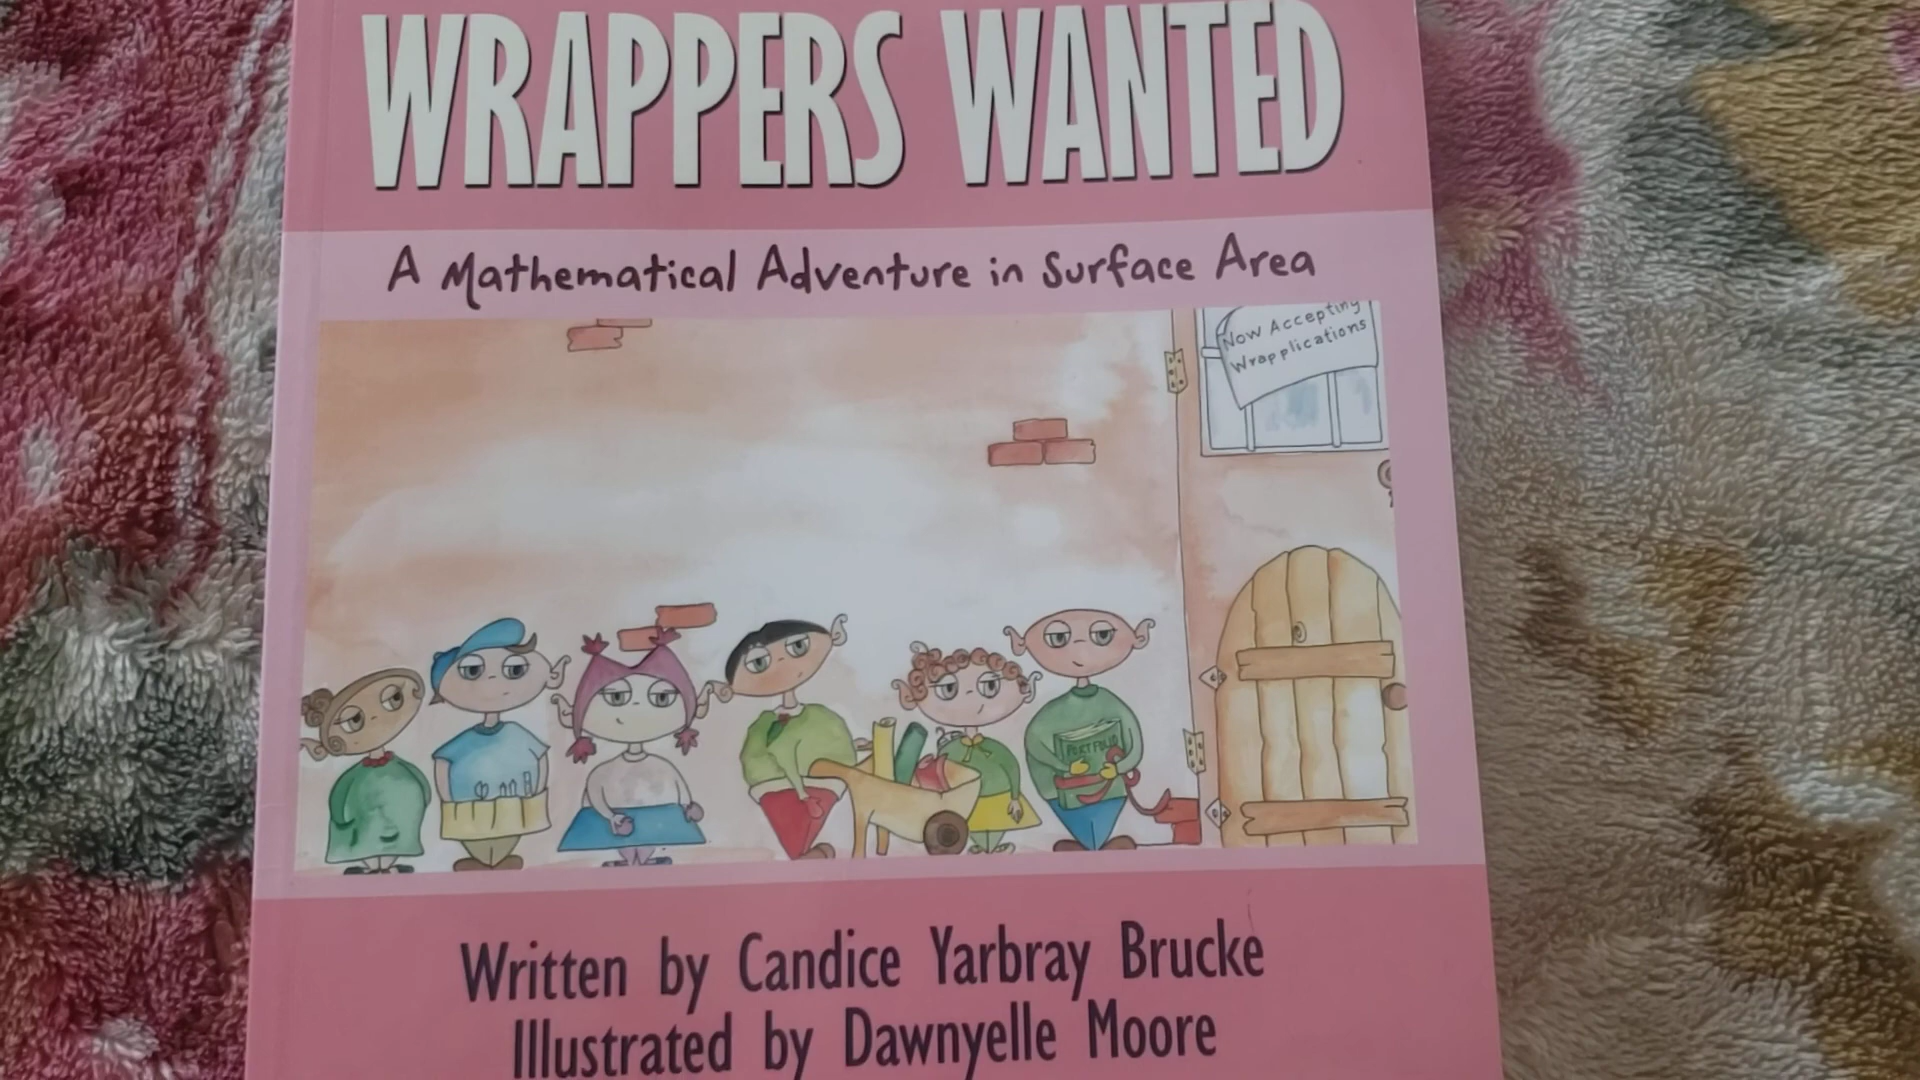 WRAPPERS WANTED
A Mathematical Adventure in Surface Area
Now Accepting
Wrapplications
PORTFOLIO
Written by Candice Yarbray Brucke
Illustrated by Dawnyelle Moore